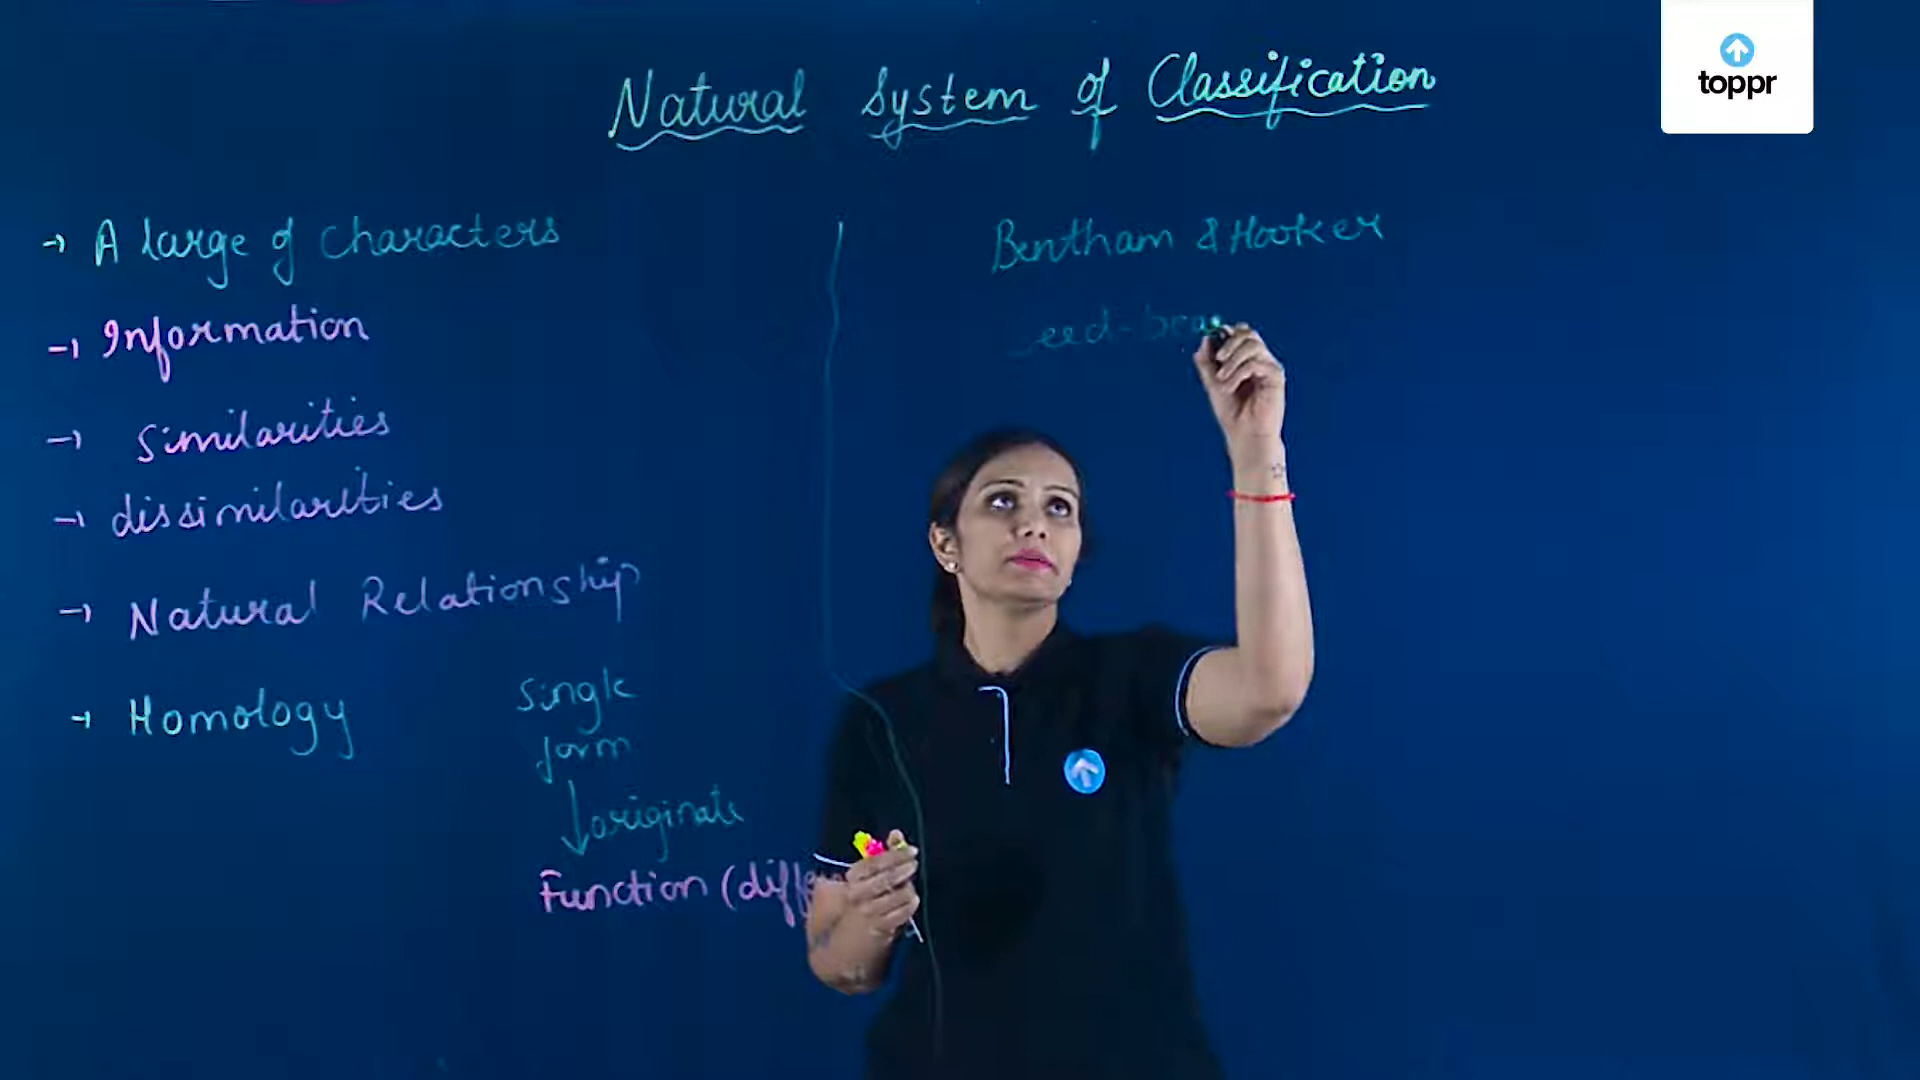 Natural System of Classification
toppr
→ A large of characters
→ Information
→ Similarities
→ dissimilarities
→ Natural Relationship
→ Homology
Single
form
↓ originate
Function (diff
Bentham & Hooker